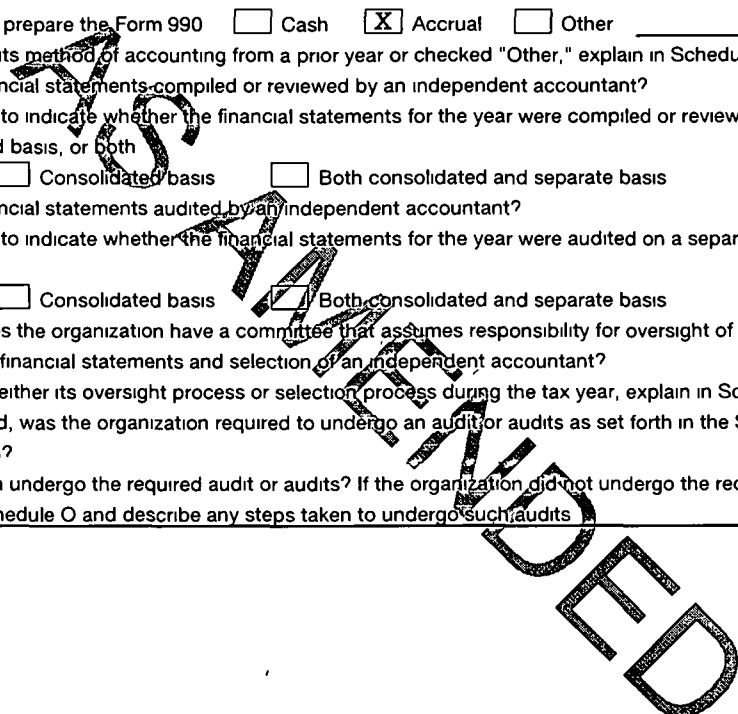 prepare the Form 990 Cash X Accrual Other
its method of accounting from a prior year or checked "Other," explain in Schedu
ncial statements compiled or reviewed by an independent accountant?
to indicate whether the financial statements for the year were compiled or review
d basis, or both
Consolidated basis Both consolidated and separate basis
ncial statements audited by an independent accountant?
to indicate whether the financial statements for the year were audited on a separ
Consolidated basis Both consolidated and separate basis
s the organization have a committee that assumes responsibility for oversight of
financial statements and selection of an independent accountant?
either its oversight process or selection process during the tax year, explain in Sc
d, was the organization required to undergo an audit or audits as set forth in the S
?
n undergo the required audit or audits? If the organization did not undergo the req
hedule O and describe any steps taken to undergo such audits
AS AMENDED